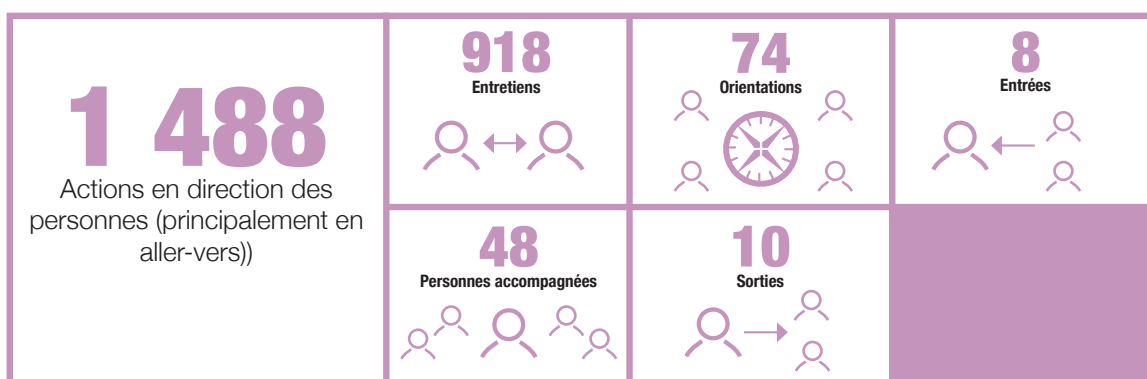 1 488
Actions en direction des
personnes (principalement en
aller-vers))
918
Entretiens
74
Orientations
8
Entrées
48
Personnes accompagnées
10
Sorties